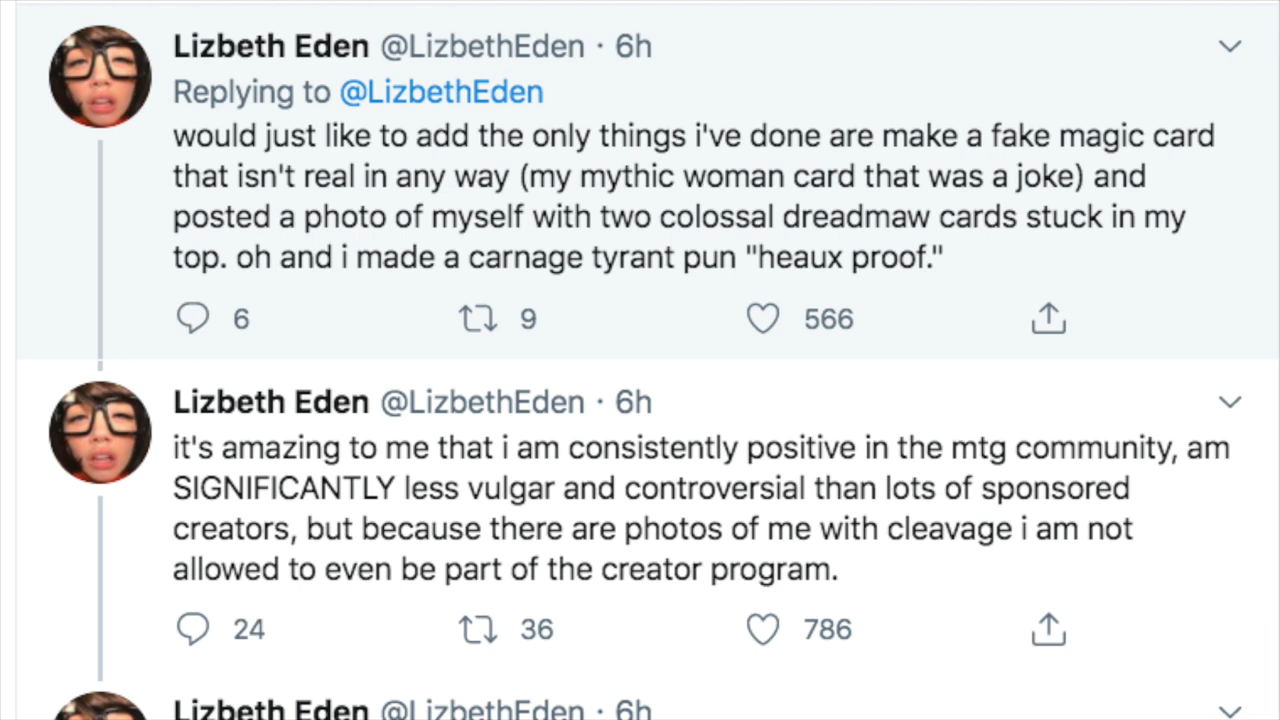 Lizbeth Eden @LizbethEden · 6h
Replying to @LizbethEden
would just like to add the only things i've done are make a fake magic card
that isn't real in any way (my mythic woman card that was a joke) and
posted a photo of myself with two colossal dreadmaw cards stuck in my
top. oh and i made a carnage tyrant pun "heaux proof."
6 9 566
Lizbeth Eden @LizbethEden · 6h
it's amazing to me that i am consistently positive in the mtg community, am
SIGNIFICANTLY less vulgar and controversial than lots of sponsored
creators, but because there are photos of me with cleavage i am not
allowed to even be part of the creator program.
24 36 786
Lizbeth Eden @LizbethEden · 6h